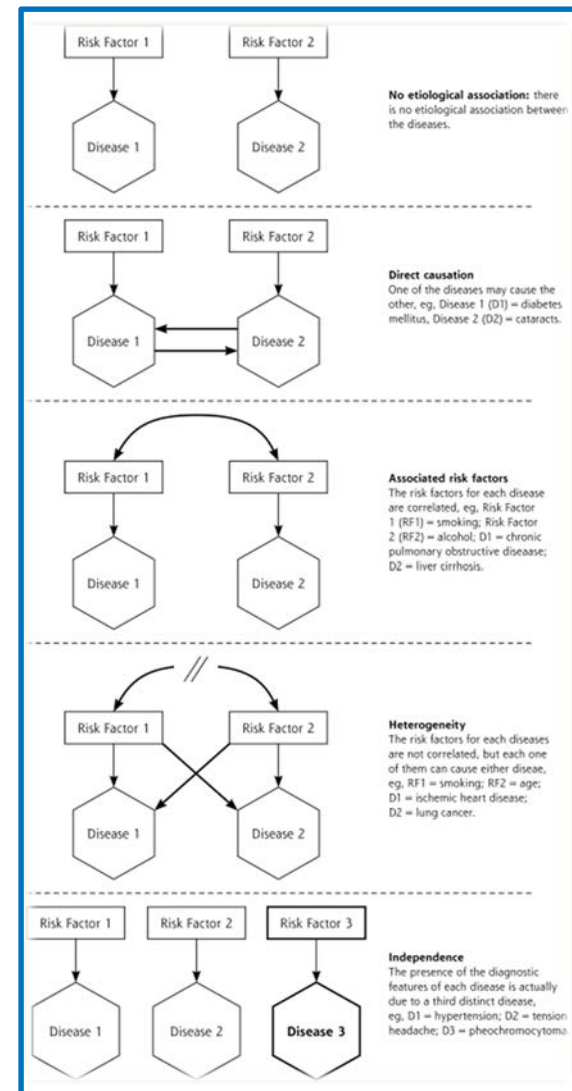 Risk Factor 1
Risk Factor 2
No etiological association: there
is no etiological association between
the diseases.
Disease 1
Disease 2
Risk Factor 1
Risk Factor 2
Direct causation
One of the diseases may cause the
other, eg, Disease 1 (D1) = diabetes
mellitus, Disease 2 (D2) = cataracts.
Disease 1
Disease 2
Risk Factor 1
Risk Factor 2
Associated risk factors
The risk factors for each disease
are correlated, eg, Risk Factor
1 (RF1) = smoking; Risk Factor
2 (RF2) = alcohol; D1 = chronic
pulmonary obstructive diseaase;
D2 = liver cirrhosis.
Disease 1
Disease 2
//
Risk Factor 1
Risk Factor 2
Heterogeneity
The risk factors for each diseases
are not correlated, but each one
of them can cause either diseae,
eg, RF1 = smoking; RF2 = age;
D1 = ischemic heart disease;
D2 = lung cancer.
Disease 1
Disease 2
Risk Factor 1
Risk Factor 2
Risk Factor 3
Independence
The presence of the diagnostic
features of each disease is actually
due to a third distinct disease,
eg, D1 = hypertension; D2 = tension
headache; D3 = pheochromocytoma.
Disease 1
Disease 2
Disease 3